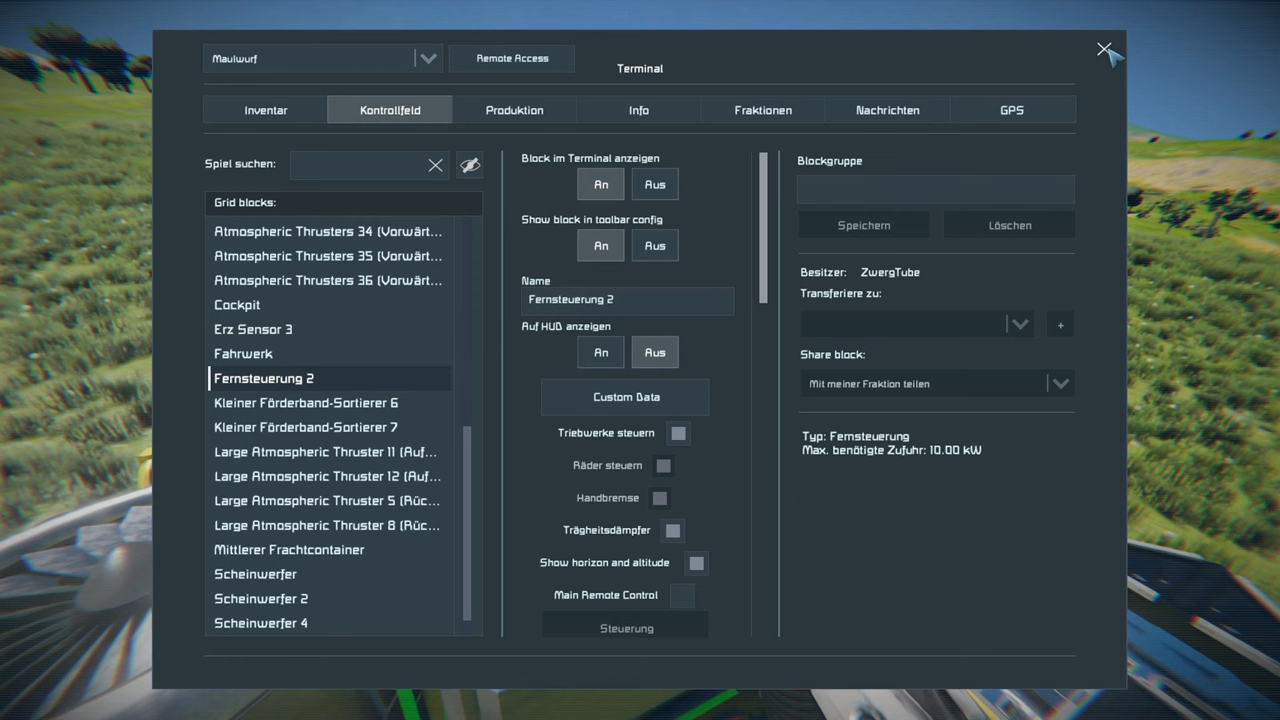 Maulwurf
Remote Access
Terminal
Inventar
Kontrollfeld
Produktion
Info
Fraktionen
Nachrichten
GPS
Spiel suchen:
Grid blocks:
Atmospheric Thrusters 34 (Vorwärt...
Atmospheric Thrusters 35 (Vorwärt...
Atmospheric Thrusters 36 (Vorwärt...
Cockpit
Erz Sensor 3
Fahrwerk
Fernsteuerung 2
Kleiner Förderband-Sortierer 6
Kleiner Förderband-Sortierer 7
Large Atmospheric Thruster 11 (Auf...
Large Atmospheric Thruster 12 (Auf...
Large Atmospheric Thruster 5 (Rüc...
Large Atmospheric Thruster 8 (Rüc...
Mittlerer Frachtcontainer
Scheinwerfer
Scheinwerfer 2
Scheinwerfer 4
Block im Terminal anzeigen
An Aus
Show block in toolbar config
An Aus
Name
Fernsteuerung 2
Auf HUD anzeigen
An Aus
Custom Data
Triebwerke steuern
Räder steuern
Handbremse
Trägheitsdämpfer
Show horizon and altitude
Main Remote Control
Steuerung
Blockgruppe
Speichern
Löschen
Besitzer: ZwergTube
Transferiere zu:
+
Share block:
Mit meiner Fraktion teilen
Typ: Fernsteuerung
Max. benötigte Zufuhr: 10.00 kW